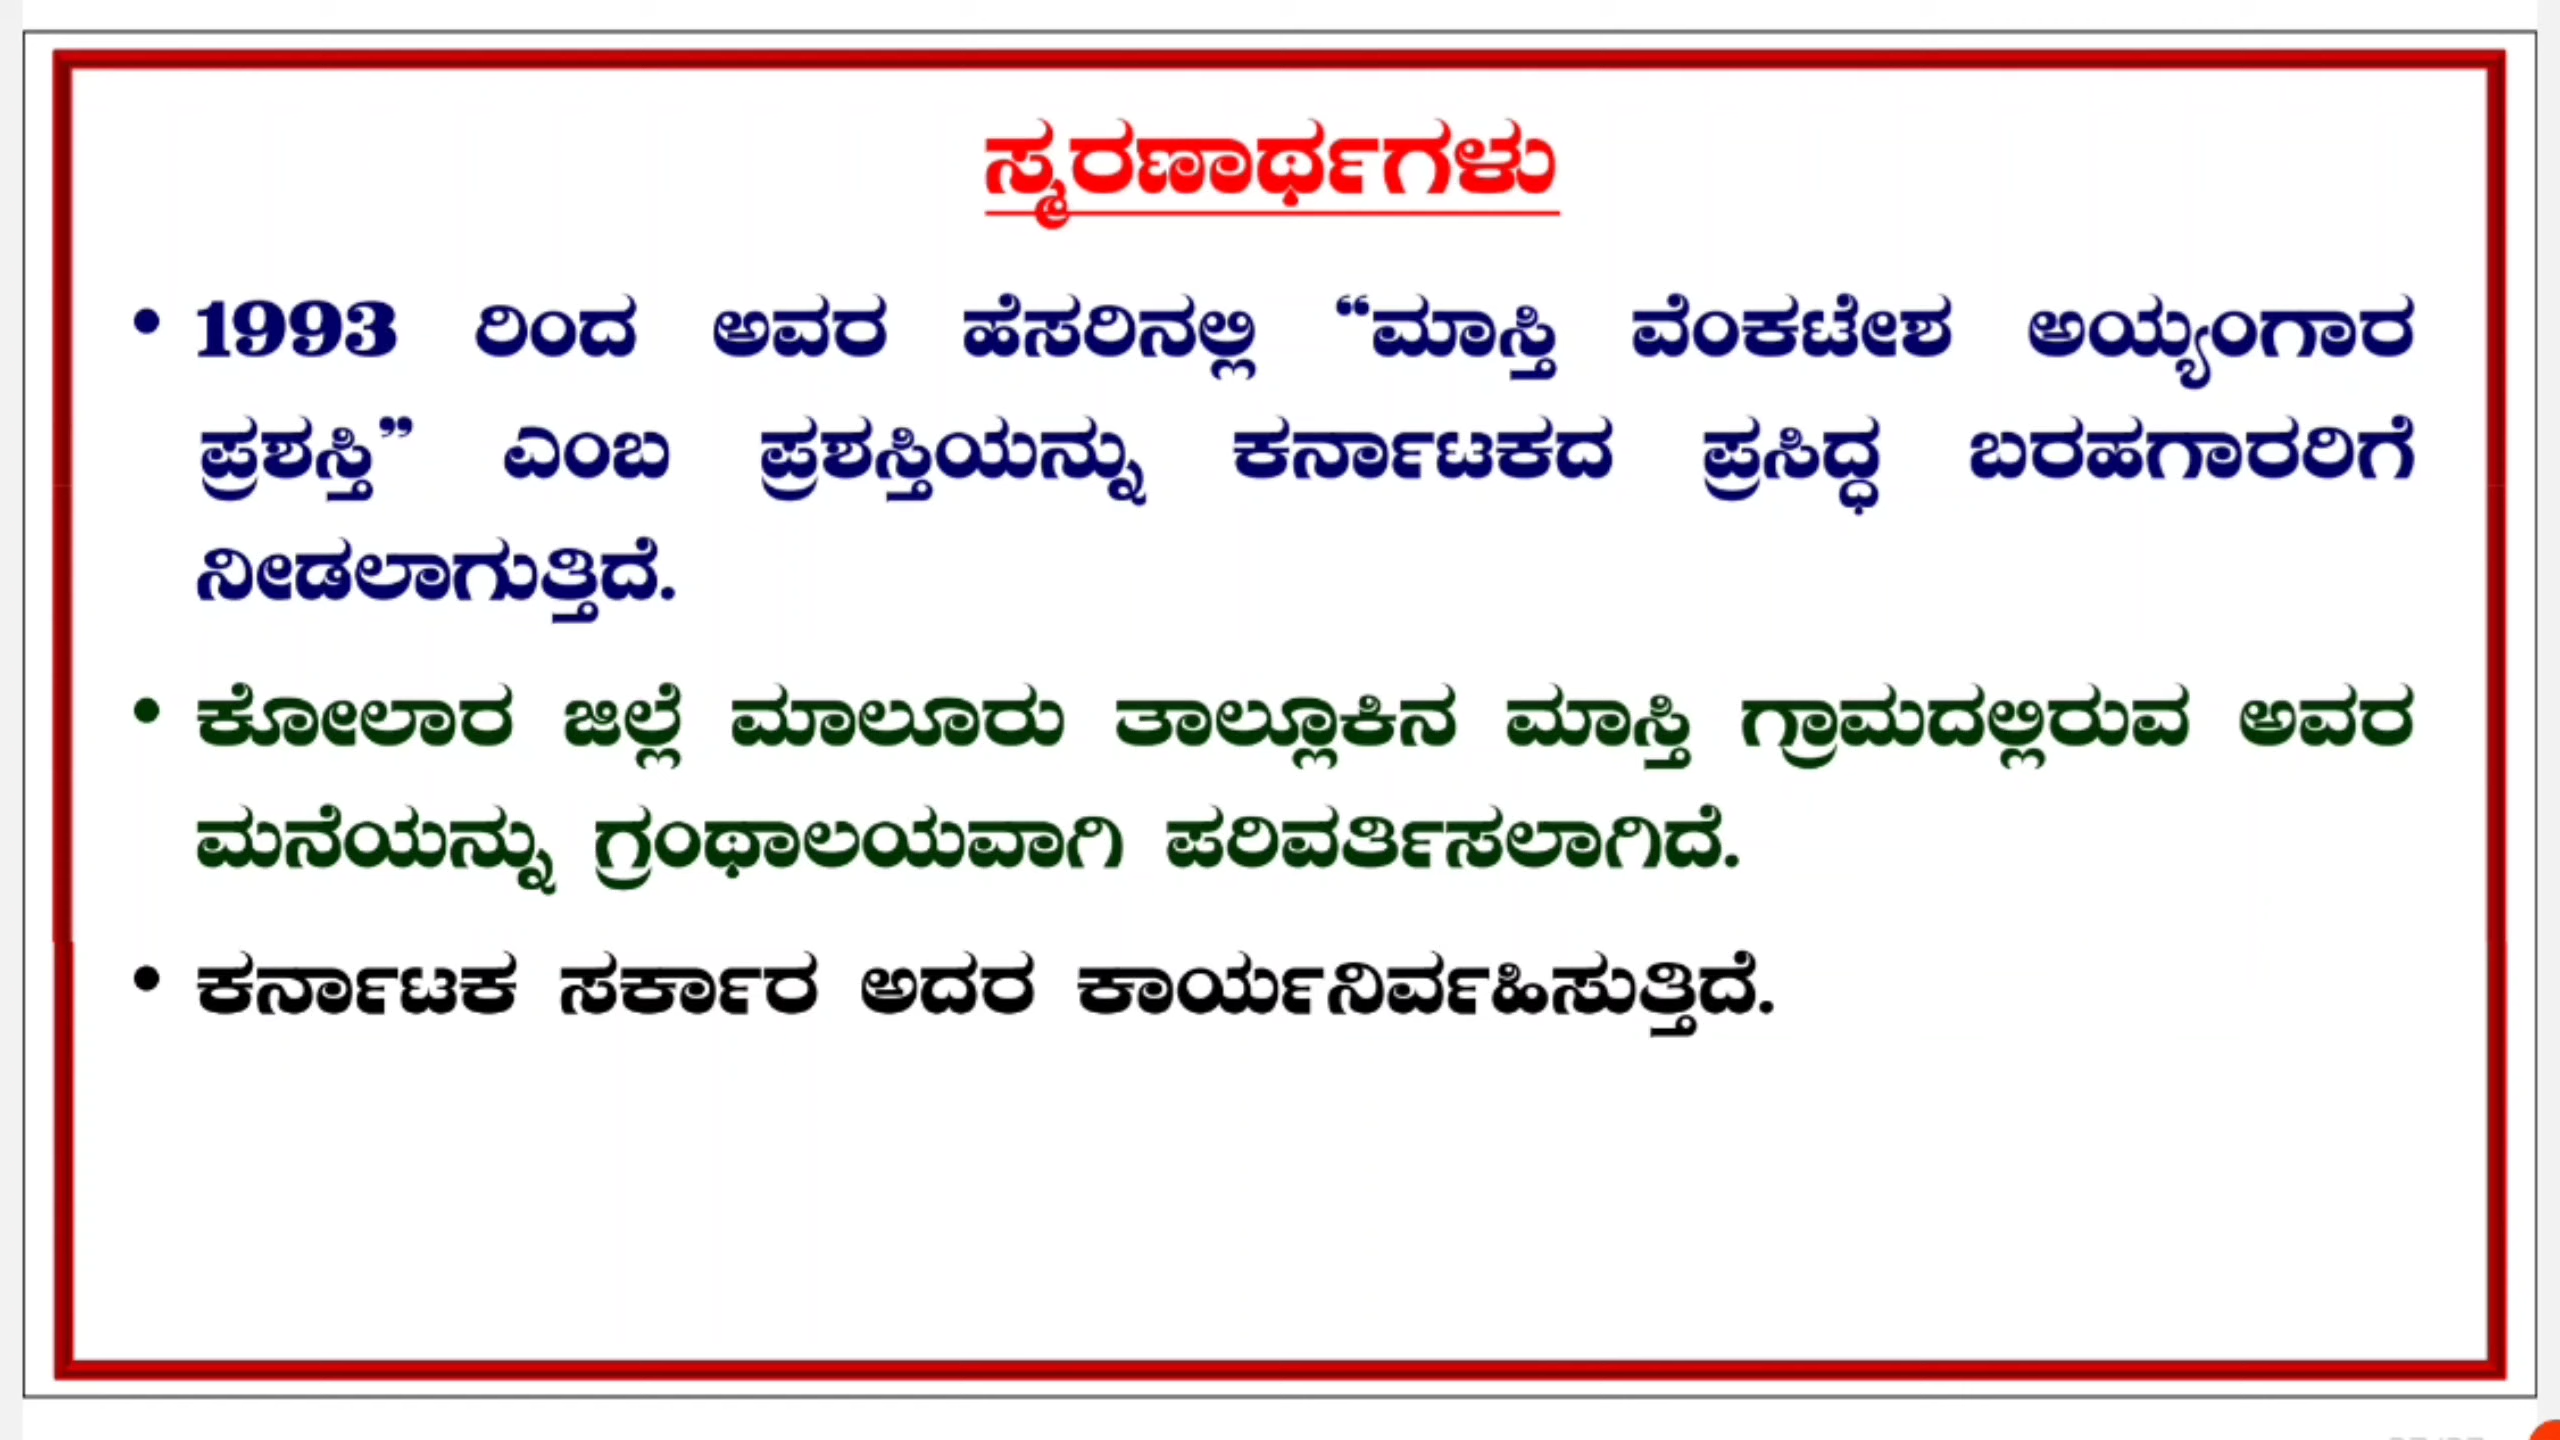 ಸ್ಮರಣಾರ್ಥಗಳು
• 1993 ರಿಂದ ಅವರ ಹೆಸರಿನಲ್ಲಿ “ಮಾಸ್ತಿ ವೆಂಕಟೇಶ ಅಯ್ಯಂಗಾರ
ಪ್ರಶಸ್ತಿ” ಎಂಬ ಪ್ರಶಸ್ತಿಯನ್ನು ಕರ್ನಾಟಕದ ಪ್ರಸಿದ್ಧ ಬರಹಗಾರರಿಗೆ
ನೀಡಲಾಗುತ್ತಿದೆ.
• ಕೋಲಾರ ಜಿಲ್ಲೆ ಮಾಲೂರು ತಾಲ್ಲೂಕಿನ ಮಾಸ್ತಿ ಗ್ರಾಮದಲ್ಲಿರುವ ಅವರ
ಮನೆಯನ್ನು ಗ್ರಂಥಾಲಯವಾಗಿ ಪರಿವರ್ತಿಸಲಾಗಿದೆ.
• ಕರ್ನಾಟಕ ಸರ್ಕಾರ ಅದರ ಕಾರ್ಯನಿರ್ವಹಿಸುತ್ತಿದೆ.